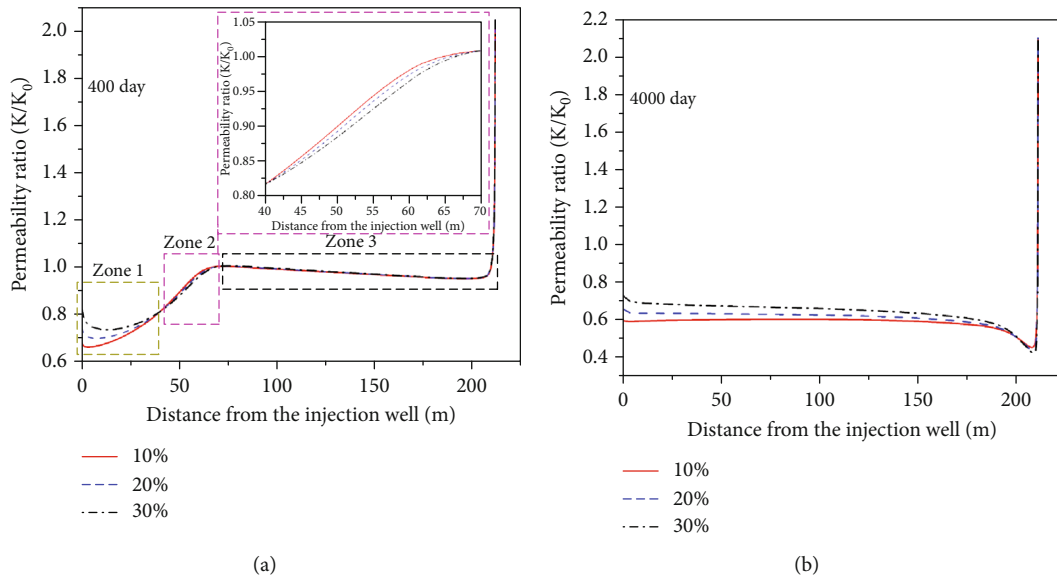 2.0
1.8
1.6
1.4
1.2
1.0
0.8
0.6
Permeability ratio (K/K0)
400 day
1.05
1.00
0.95
0.90
0.85
0.80
Permeability ratio (K/K0)
40 45 50 55 60 65 70
Distance from the injection well (m)
Zone 1
Zone 2
Zone 3
0 50 100 150 200
Distance from the injection well (m)
10%
20%
30%
(a)
2.2
2.0
1.8
1.6
1.4
1.2
1.0
0.8
0.6
0.4
Permeability ratio (K/K0)
4000 day
0 50 100 150 200
Distance from the injection well (m)
10%
20%
30%
(b)